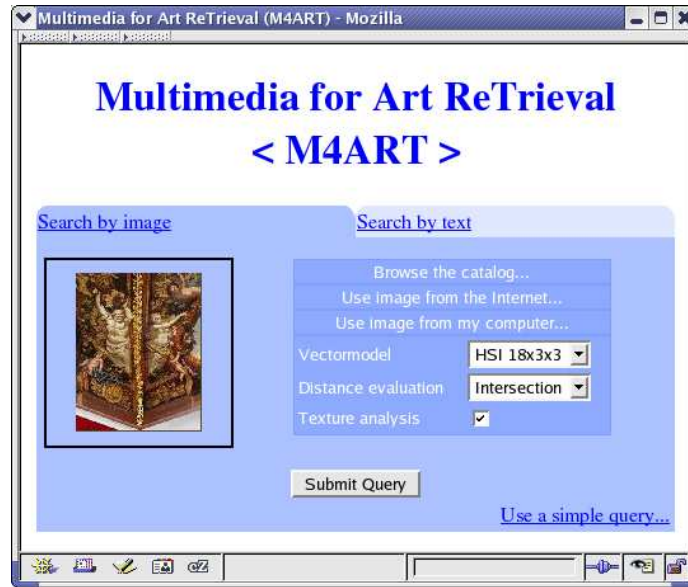 Multimedia for Art ReTrieval (M4ART) - Mozilla
Multimedia for Art ReTrieval
< M4ART >
Search by image
Search by text
Browse the catalog...
Use image from the Internet...
Use image from my computer...
Vectormodel HSI 18x3x3
Distance evaluation Intersection
Texture analysis
Submit Query
Use a simple query...